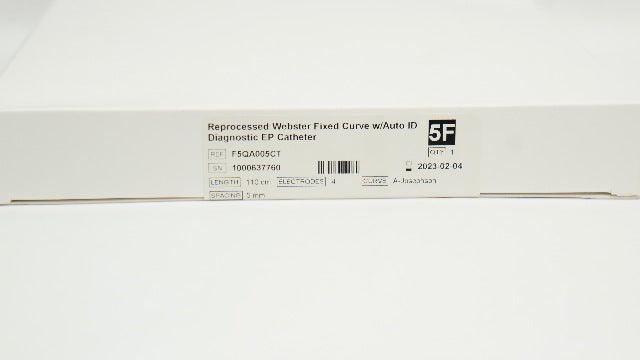 Reprocessed Webster Fixed Curve w/Auto ID
Diagnostic EP Catheter
5F
QTY 1
REF F5QA005CT
SN 1000637760
2023-02-04
LENGTH 110 cm ELECTRODES 4 CURVE A-Josephson
SPACING 5 mm